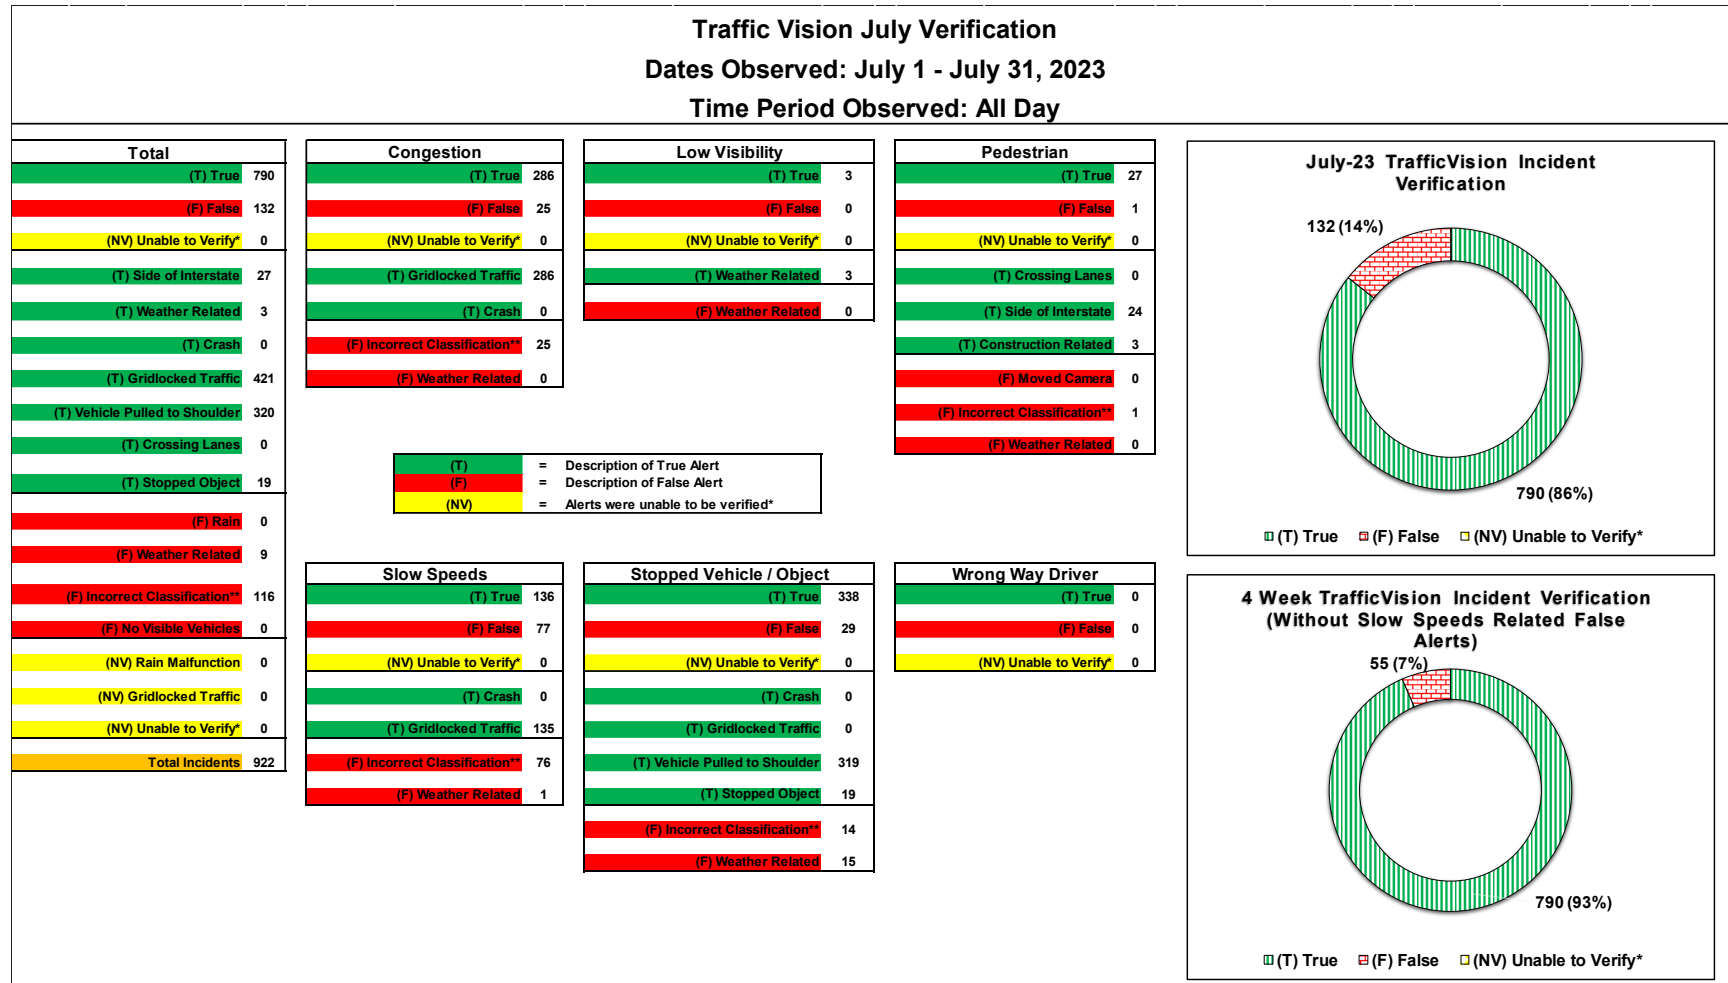 Traffic Vision July Verification
Dates Observed: July 1 - July 31, 2023
Time Period Observed: All Day
Total
(T) True 790
(F) False 132
(NV) Unable to Verify* 0
(T) Side of Interstate 27
(T) Weather Related 3
(T) Crash 0
(T) Gridlocked Traffic 421
(T) Vehicle Pulled to Shoulder 320
(T) Crossing Lanes 0
(T) Stopped Object 19
(F) Rain 0
(F) Weather Related 9
(F) Incorrect Classification** 116
(F) No Visible Vehicles 0
(NV) Rain Malfunction 0
(NV) Gridlocked Traffic 0
(NV) Unable to Verify* 0
Total Incidents 922
Congestion
(T) True 286
(F) False 25
(NV) Unable to Verify* 0
(T) Gridlocked Traffic 286
(T) Crash 0
(F) Incorrect Classification** 25
(F) Weather Related 0
Low Visibility
(T) True 3
(F) False 0
(NV) Unable to Verify* 0
(T) Weather Related 3
(F) Weather Related 0
Pedestrian
(T) True 27
(F) False 1
(NV) Unable to Verify* 0
(T) Crossing Lanes 0
(T) Side of Interstate 24
(T) Construction Related 3
(F) Moved Camera 0
(F) Incorrect Classification** 1
(F) Weather Related 0
(T) = Description of True Alert
(F) = Description of False Alert
(NV) = Alerts were unable to be verified*
Slow Speeds
(T) True 136
(F) False 77
(NV) Unable to Verify* 0
(T) Crash 0
(T) Gridlocked Traffic 135
(F) Incorrect Classification** 76
(F) Weather Related 1
Stopped Vehicle / Object
(T) True 338
(F) False 29
(NV) Unable to Verify* 0
(T) Crash 0
(T) Gridlocked Traffic 0
(T) Vehicle Pulled to Shoulder 319
(T) Stopped Object 19
(F) Incorrect Classification** 14
(F) Weather Related 15
Wrong Way Driver
(T) True 0
(F) False 0
(NV) Unable to Verify* 0
July-23 TrafficVision Incident
Verification
132 (14%)
790 (86%)
(T) True (F) False (NV) Unable to Verify*
4 Week TrafficVision Incident Verification
(Without Slow Speeds Related False
Alerts)
55 (7%)
790 (93%)
(T) True (F) False (NV) Unable to Verify*